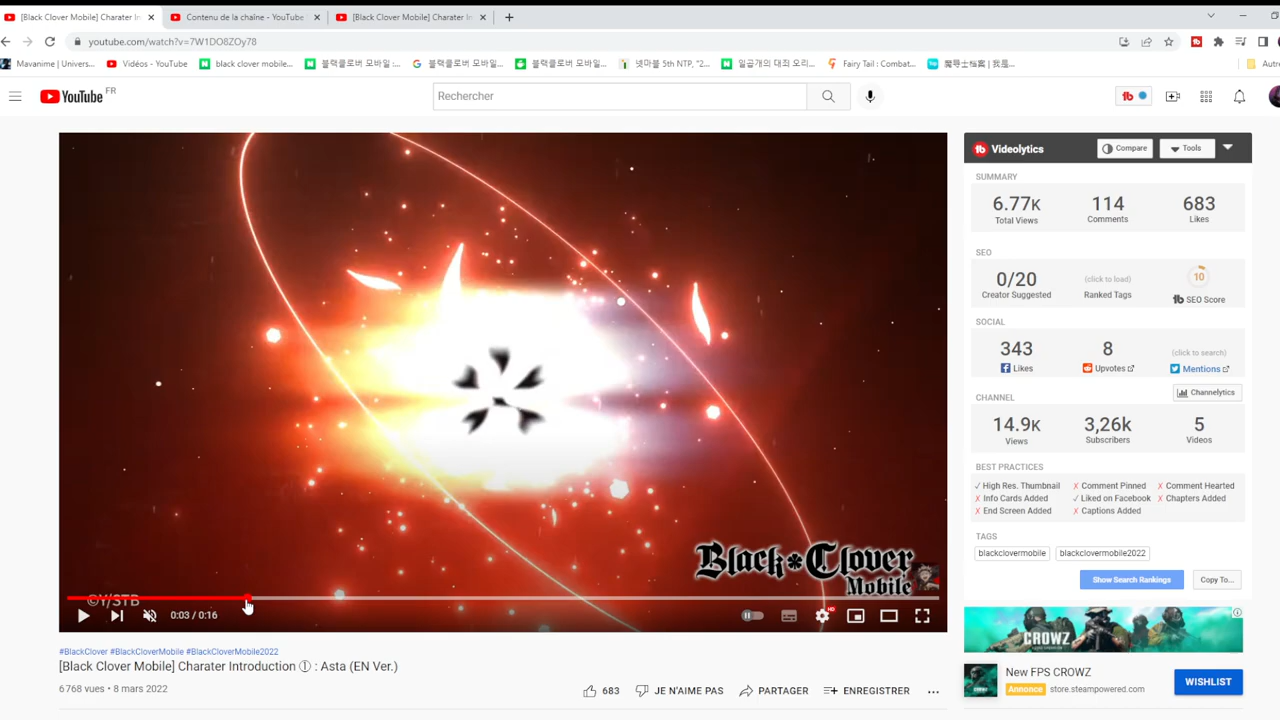 [Black Clover Mobile] Charater In
Contenu de la chaîne - YouTube
[Black Clover Mobile] Charater In
youtube.com/watch?v=7W1DO8ZOy78
Mavanime | Univers...
Vidéos - YouTube
black clover mobile...
블랙클로버 모바일 :...
블랙클로버 모바일...
블랙클로버 모바일...
넷마블 5th NTP, "2...
일곱개의 대죄 오리...
Fairy Tail : Combat...
魔导士档案 | 我是...
Autre
YouTube FR
Rechercher
Videolytics
Compare
Tools
SUMMARY
6.77K 114 683
Total Views Comments Likes
SEO
0/20 (click to load) 10
Creator Suggested Ranked Tags SEO Score
SOCIAL
343 8 (click to search)
Likes Upvotes Mentions
Channelytics
CHANNEL
14.9K 3,26k 5
Views Subscribers Videos
BEST PRACTICES
✓ High Res. Thumbnail ✗ Comment Pinned ✗ Comment Hearted
✗ Info Cards Added ✓ Liked on Facebook ✗ Chapters Added
✗ End Screen Added ✗ Captions Added
TAGS
blackclovermobile blackclovermobile2022
Show Search Rankings Copy To...
Black Clover
Mobile
©Y/STB
0:03 / 0:16
HD
#BlackClover #BlackCloverMobile #BlackCloverMobile2022
[Black Clover Mobile] Charater Introduction ① : Asta (EN Ver.)
6 768 vues • 8 mars 2022
683 JE N'AIME PAS PARTAGER ENREGISTRER ...
CROWZ
New FPS CROWZ
Annonce store.steampowered.com
WISHLIST